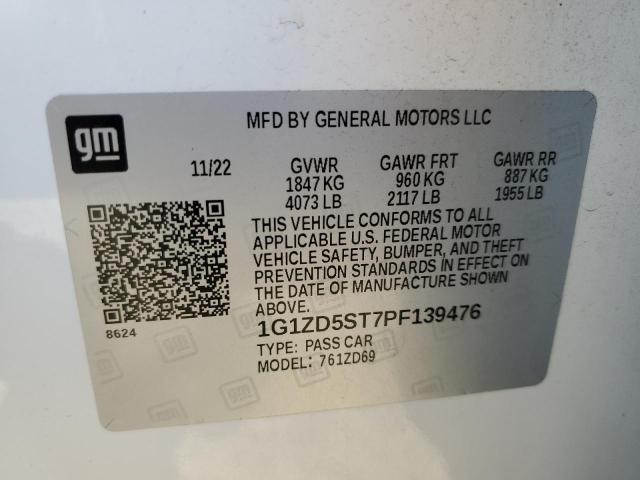 gm
MFD BY GENERAL MOTORS LLC
11/22 GVWR GAWR FRT GAWR RR
1847 KG 960 KG 887 KG
4073 LB 2117 LB 1955 LB
THIS VEHICLE CONFORMS TO ALL
APPLICABLE U.S. FEDERAL MOTOR
VEHICLE SAFETY, BUMPER, AND THEFT
PREVENTION STANDARDS IN EFFECT ON
THE DATE OF MANUFACTURE SHOWN
ABOVE.
8624
1G1ZD5ST7PF139476
TYPE: PASS CAR
MODEL: 761ZD69